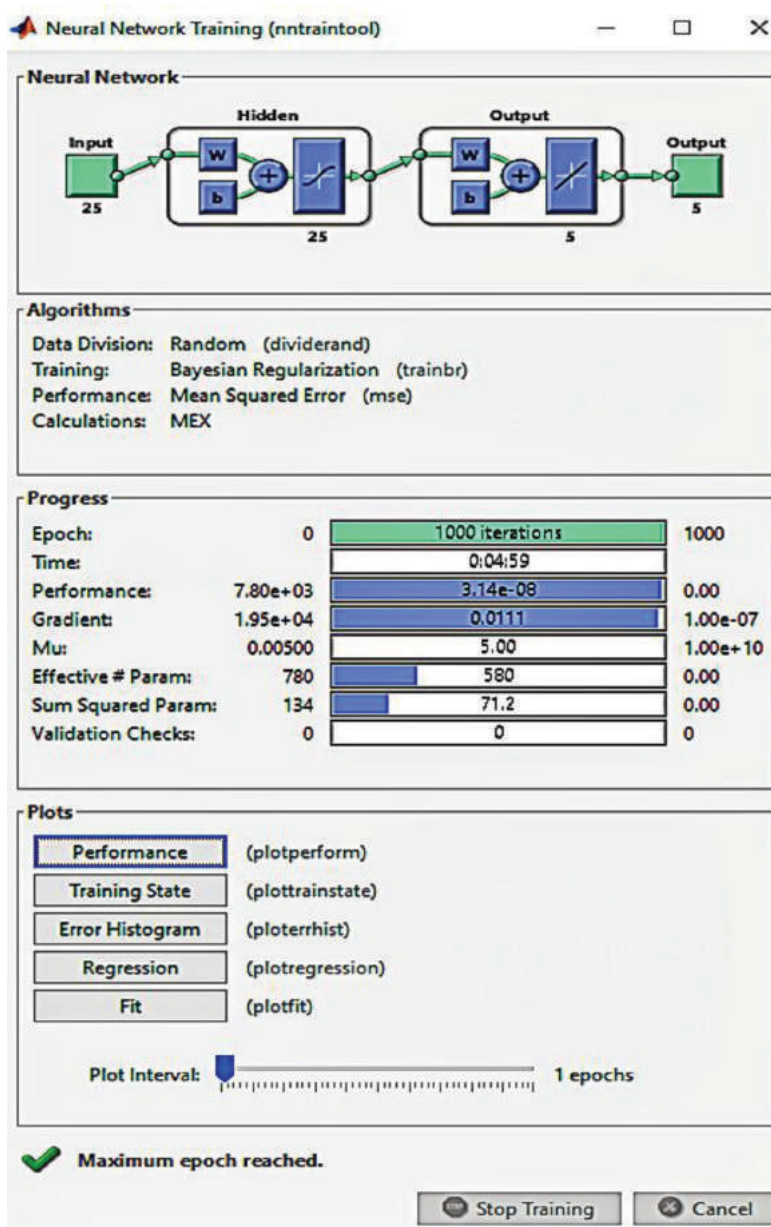 Neural Network Training (nntraintool)
Neural Network
Hidden Output
Input Output
W W
b b
25 25 5 5
Algorithms
Data Division: Random (dividerand)
Training: Bayesian Regularization (trainbr)
Performance: Mean Squared Error (mse)
Calculations: MEX
Progress
Epoch: 0 1000 iterations 1000
Time: 0:04:59
Performance: 7.80e+03 3.14e-08 0.00
Gradient: 1.95e+04 0.0111 1.00e-07
Mu: 0.00500 5.00 1.00e+10
Effective # Param: 780 580 0.00
Sum Squared Param: 134 71.2 0.00
Validation Checks: 0 0 0
Plots
Performance (plotperform)
Training State (plottrainstate)
Error Histogram (ploterrhist)
Regression (plotregression)
Fit (plotfit)
Plot Interval: 1 epochs
Maximum epoch reached.
Stop Training Cancel